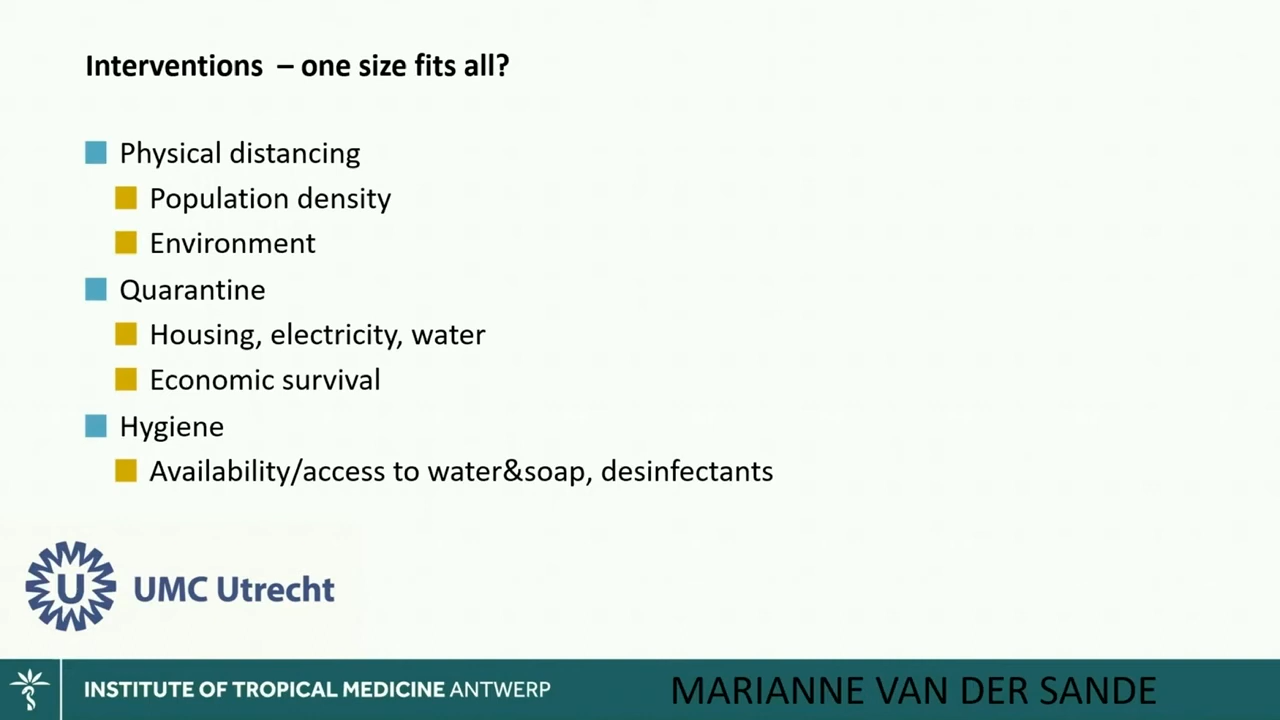 Interventions – one size fits all?
Physical distancing
Population density
Environment
Quarantine
Housing, electricity, water
Economic survival
Hygiene
Availability/access to water&soap, desinfectants
U UMC Utrecht
INSTITUTE OF TROPICAL MEDICINE ANTWERP
MARIANNE VAN DER SANDE